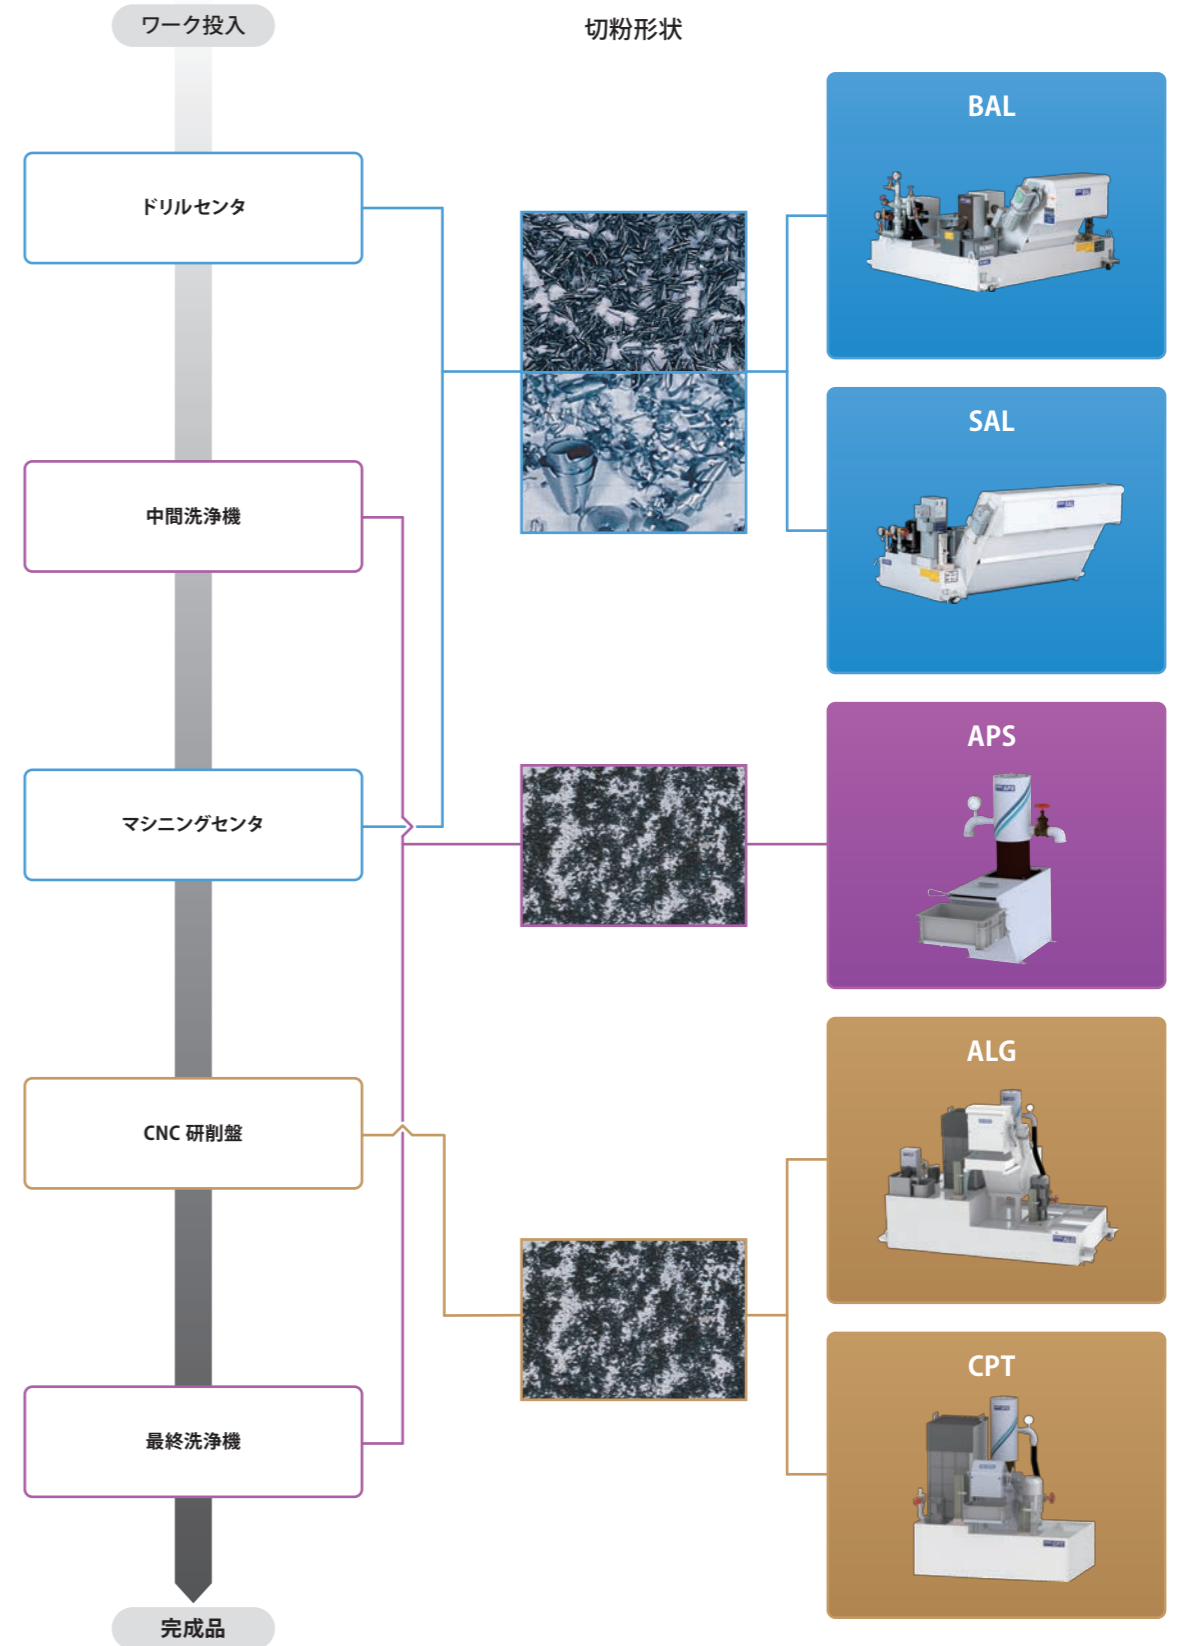 ワーク投入
切粉形状
BAL
ドリルセンタ
SAL
中間洗浄機
APS
マシニングセンタ
ALG
CNC 研削盤
CPT
最終洗浄機
完成品